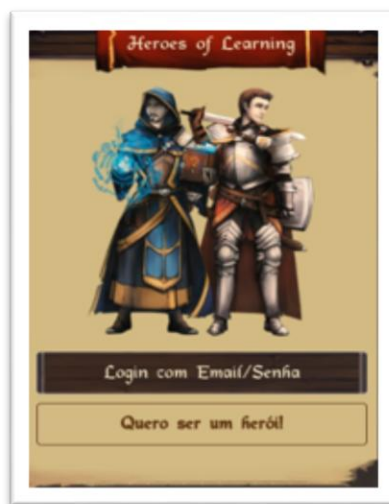 Heroes of Learning
Login com Email/Senha
Quero ser um herói!